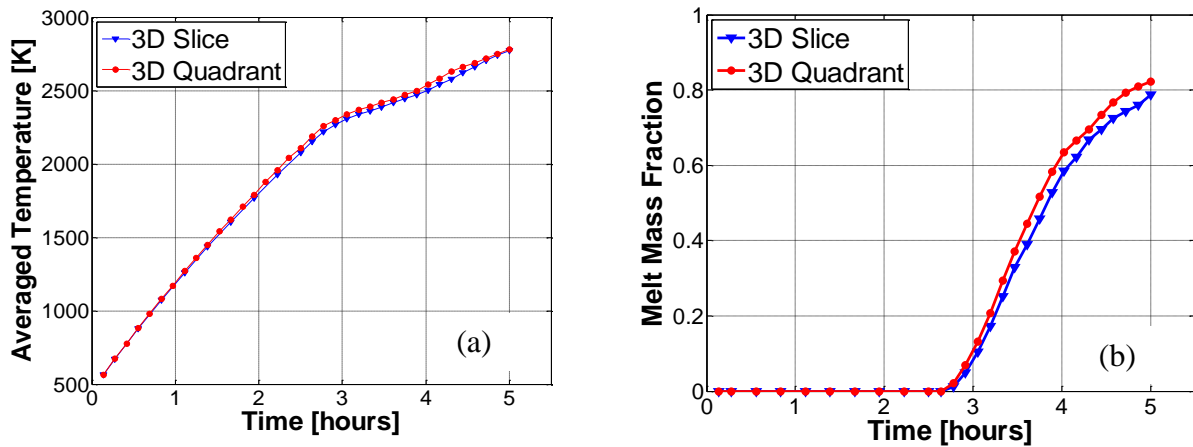 3000
2500
2000
1500
1000
500
0
1
2
3
4
5
Averaged Temperature [K]
Time [hours]
3D Slice
3D Quadrant
(a)
1
0.8
0.6
0.4
0.2
0
0
1
2
3
4
5
Melt Mass Fraction
Time [hours]
3D Slice
3D Quadrant
(b)